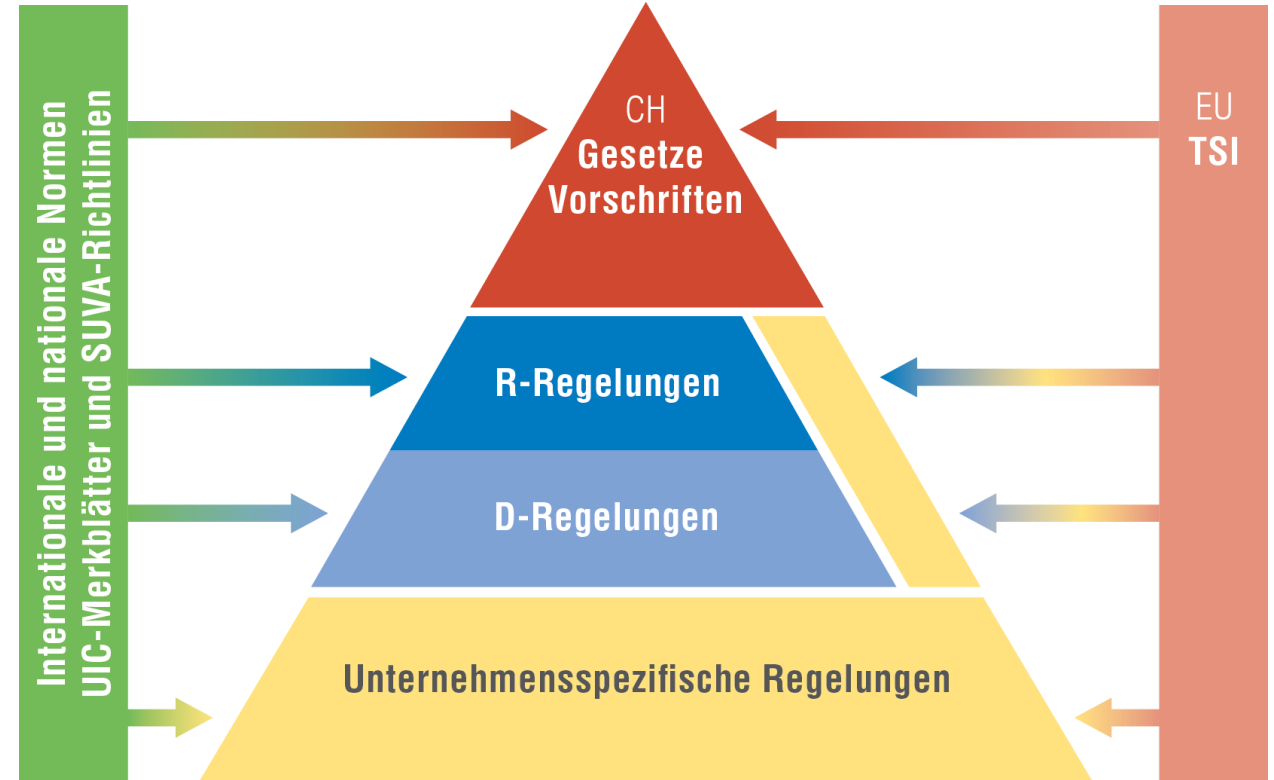 Internationale und nationale Normen
UIC-Merkblätter und SUVA-Richtlinien
CH
Gesetze
Vorschriften
EU
TSI
R-Regelungen
D-Regelungen
Unternehmensspezifische Regelungen